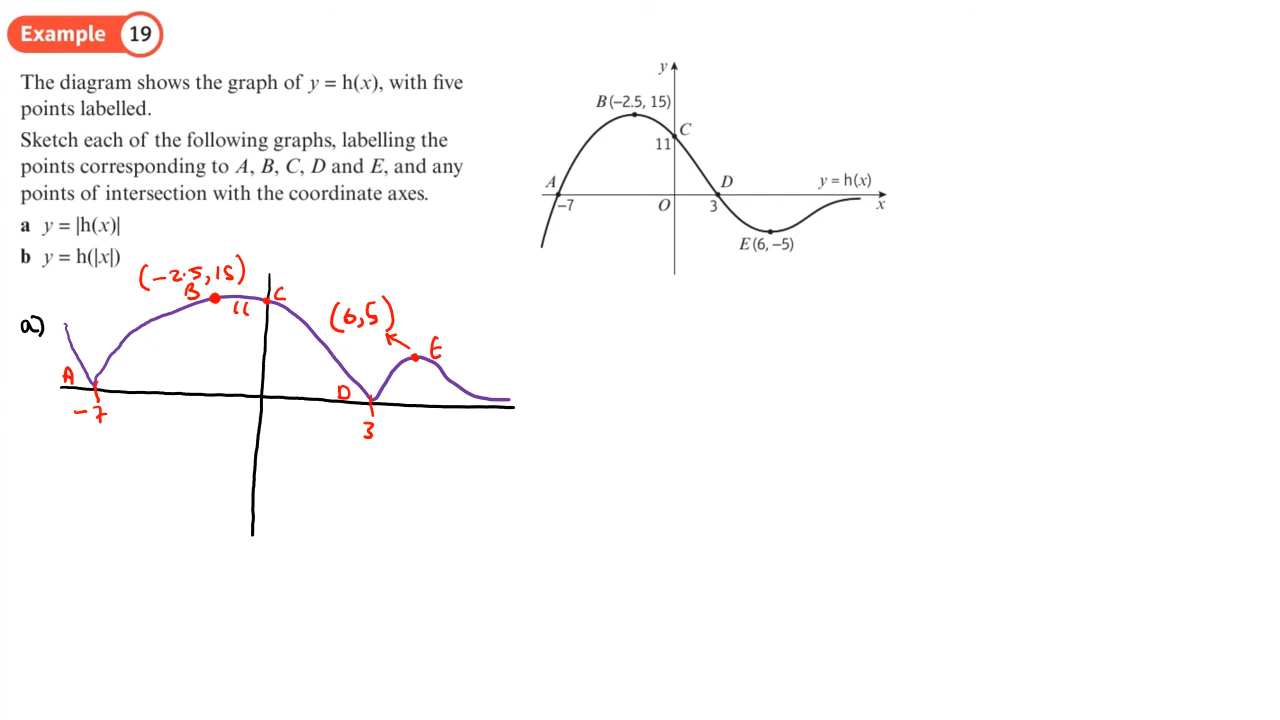 Example 19
The diagram shows the graph of y = h(x), with five
points labelled.
Sketch each of the following graphs, labelling the
points corresponding to A, B, C, D and E, and any
points of intersection with the coordinate axes.
a y = |h(x)|
b y = h(|x|)
y
B(−2.5, 15)
C
11
A
D
y = h(x)
−7
O
3
x
E(6, −5)
a)
(-2.5, 15)
B
11
C
(6,5)
E
A
D
-7
3